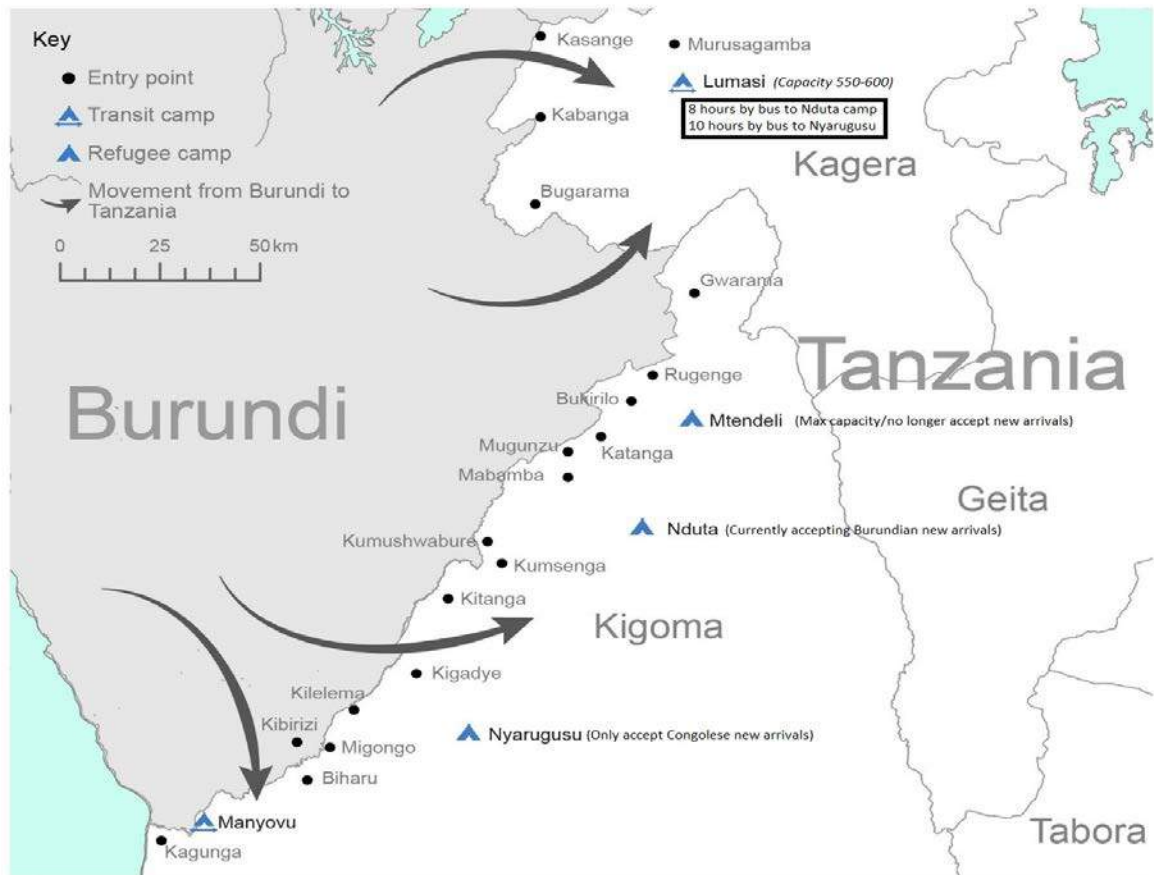 Key
Entry point
Transit camp
Refugee camp
Movement from Burundi to
Tanzania
0 25 50 km
Kasange
Murusagamba
Lumasi (Capacity 550-600)
8 hours by bus to Nduta camp
10 hours by bus to Nyarugusu
Kabanga
Kagera
Bugarama
Gwarama
Tanzania
Burundi
Rugenge
Bukirilo
Mtendeli (Max capacity/no longer accept new arrivals)
Katanga
Mugunzu
Mabamba
Geita
Nduta (Currently accepting Burundian new arrivals)
Kumushwabure
Kumsenga
Kitanga
Kigoma
Kigadye
Kilelema
Kibirizi
Nyarugusu (Only accept Congolese new arrivals)
Migongo
Biharu
Manyovu
Kagunga
Tabora